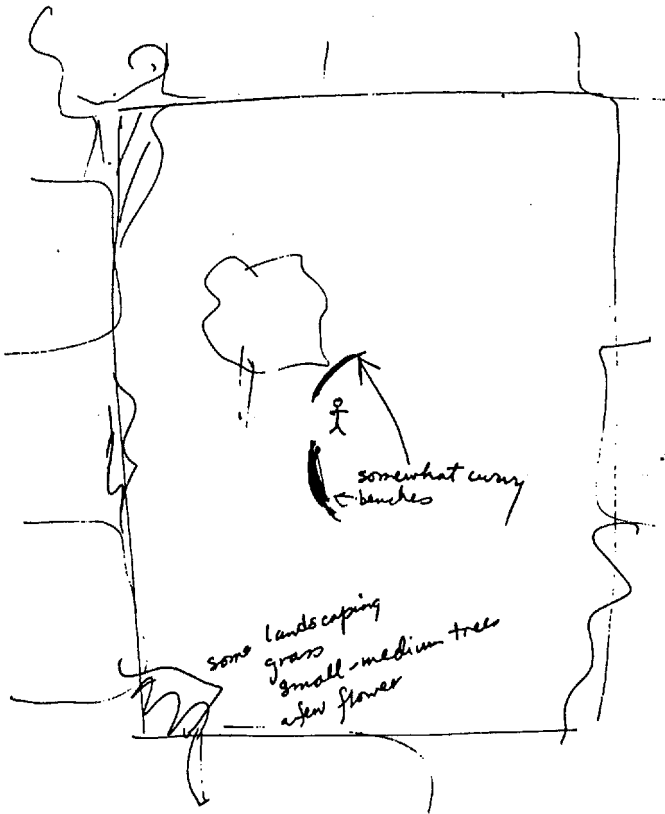 somewhat curvy
benches
some landscaping
grass
small-medium trees
a few flower